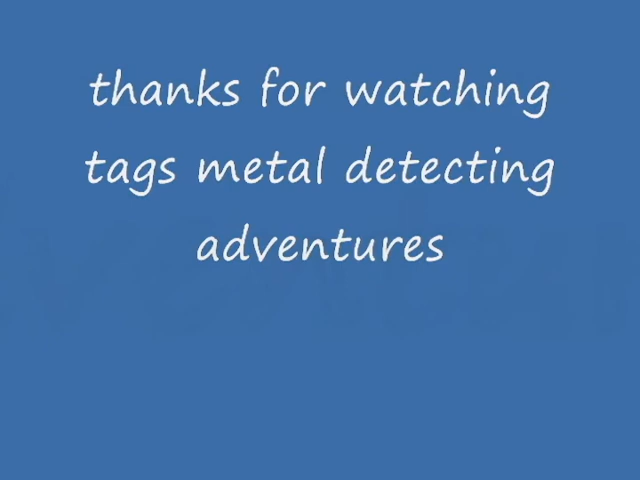 thanks for watching
tags metal detecting
adventures